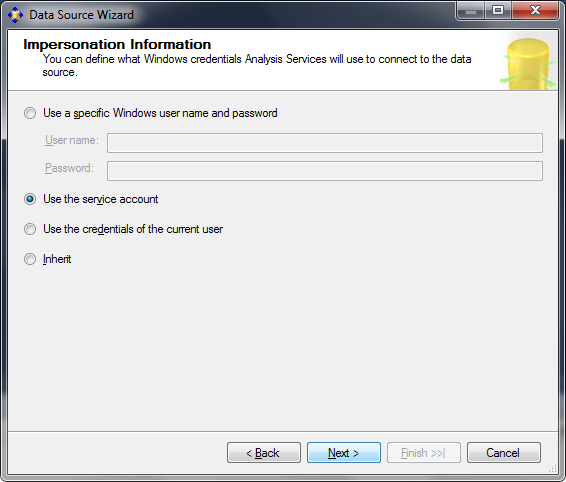 Data Source Wizard
Impersonation Information
You can define what Windows credentials Analysis Services will use to connect to the data
source.
Use a specific Windows user name and password
User name:
Password:
Use the service account
Use the credentials of the current user
Inherit
< Back
Next >
Finish >>|
Cancel